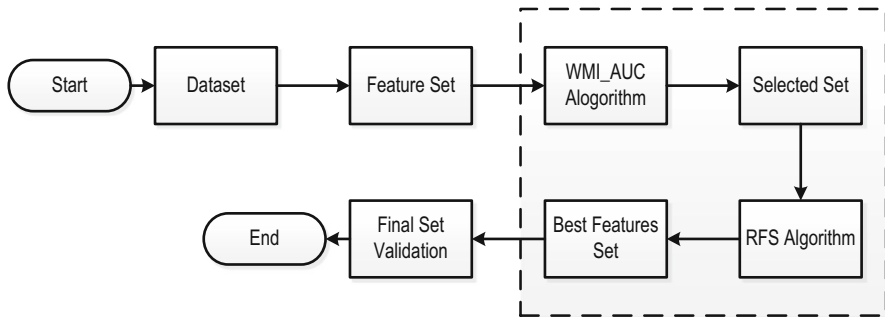 Start
Dataset
Feature Set
WMI_AUC
Alogorithm
Selected Set
End
Final Set
Validation
Best Features
Set
RFS Algorithm